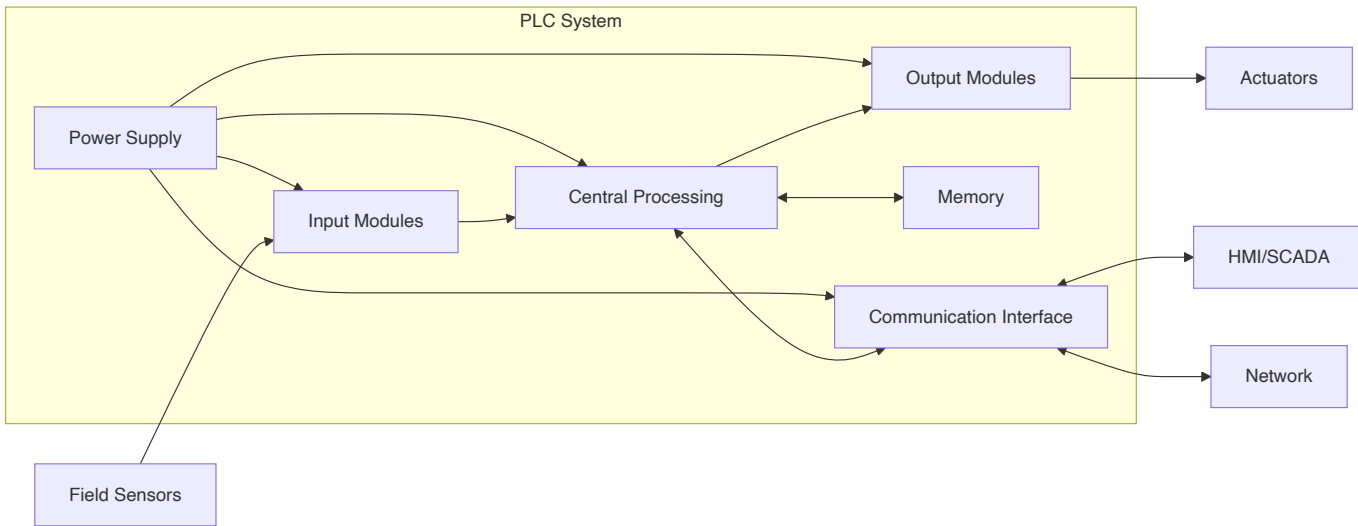 PLC System
Output Modules
Actuators
Power Supply
Central Processing
Memory
Input Modules
HMI/SCADA
Communication Interface
Network
Field Sensors